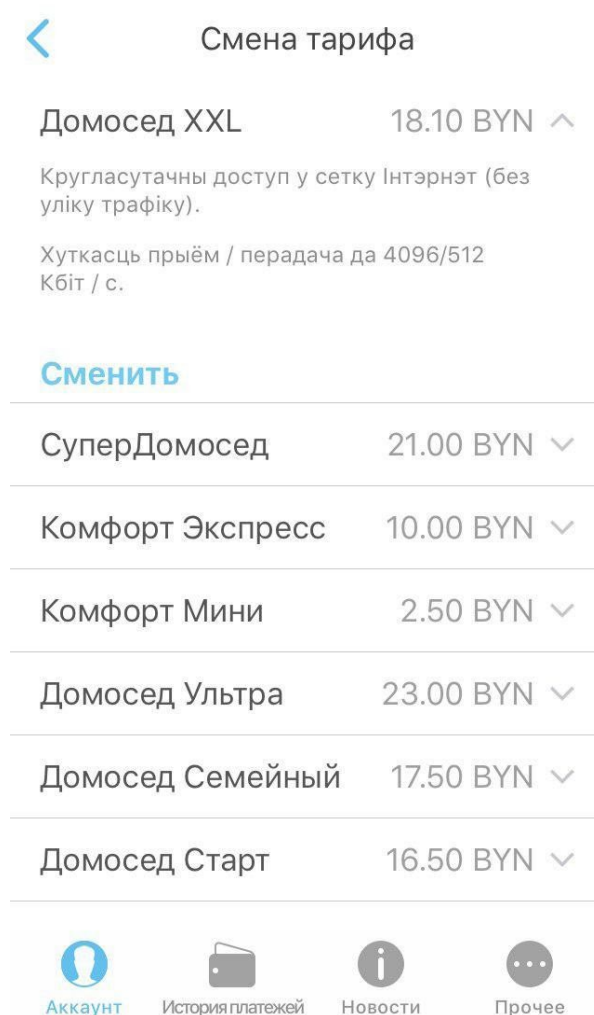 Смена тарифа
Домосед XXL 18.10 BYN
Кругласутачны доступ у сетку Інтэрнэт (без
уліку трафіку).
Хуткасць прыём / перадача да 4096/512
Кбіт / с.
Сменить
СуперДомосед 21.00 BYN
Комфорт Экспресс 10.00 BYN
Комфорт Мини 2.50 BYN
Домосед Ультра 23.00 BYN
Домосед Семейный 17.50 BYN
Домосед Старт 16.50 BYN
Аккаунт История платежей Новости Прочее